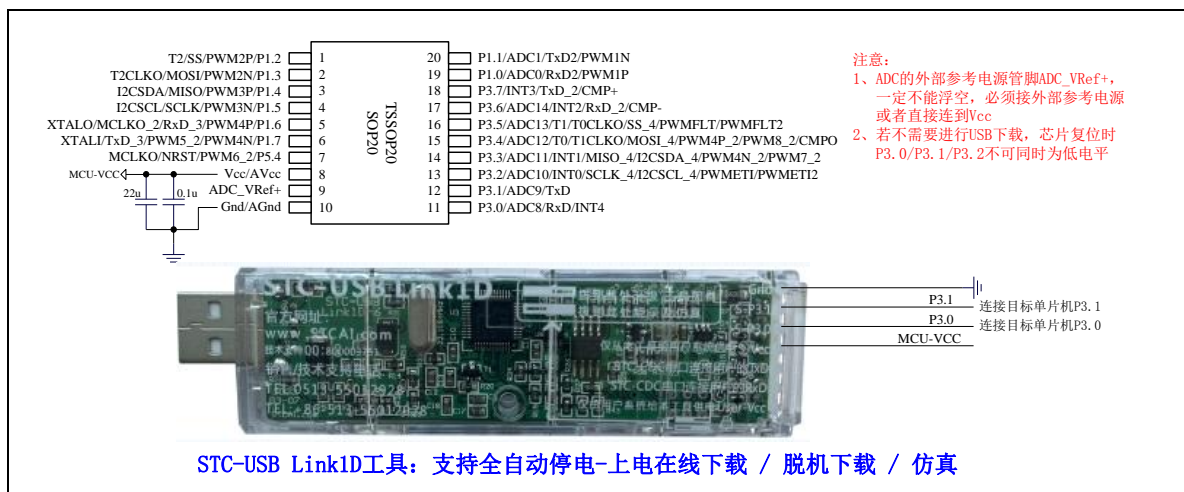 T2/SS/PWM2P/P1.2 1
T2CLKO/MOSI/PWM2N/P1.3 2
I2CSDA/MISO/PWM3P/P1.4 3
I2CSCL/SCLK/PWM3N/P1.5 4
XTALO/MCLKO_2/RxD_3/PWM4P/P1.6 5
XTALI/TxD_3/PWM5_2/PWM4N/P1.7 6
MCLKO/NRST/PWM6_2/P5.4 7
MCU-VCC Vcc/AVcc 8
ADC_VRef+ 9
Gnd/AGnd 10
22u 0.1u
TSSOP20
SOP20
20 P1.1/ADC1/TxD2/PWM1N
19 P1.0/ADC0/RxD2/PWM1P
18 P3.7/INT3/TxD_2/CMP+
17 P3.6/ADC14/INT2/RxD_2/CMP-
16 P3.5/ADC13/T1/T0CLKO/SS_4/PWMFLT/PWMFLT2
15 P3.4/ADC12/T0/T1CLKO/MOSI_4/PWM4P_2/PWM8_2/CMPO
14 P3.3/ADC11/INT1/MISO_4/I2CSDA_4/PWM4N_2/PWM7_2
13 P3.2/ADC10/INT0/SCLK_4/I2CSCL_4/PWMETI/PWMETI2
12 P3.1/ADC9/TxD
11 P3.0/ADC8/RxD/INT4
注意:
1、ADC的外部参考电源管脚ADC_VRef+,
一定不能浮空,必须接外部参考电源
或者直接连到Vcc
2、若不需要进行USB下载,芯片复位时
P3.0/P3.1/P3.2不可同时为低电平
STC-USB Link1D
官方网址:
www.STCAI.com
P3.1 连接目标单片机P3.1
P3.0 连接目标单片机P3.0
MCU-VCC
STC-USB Link1D工具:支持全自动停电-上电在线下载 / 脱机下载 / 仿真